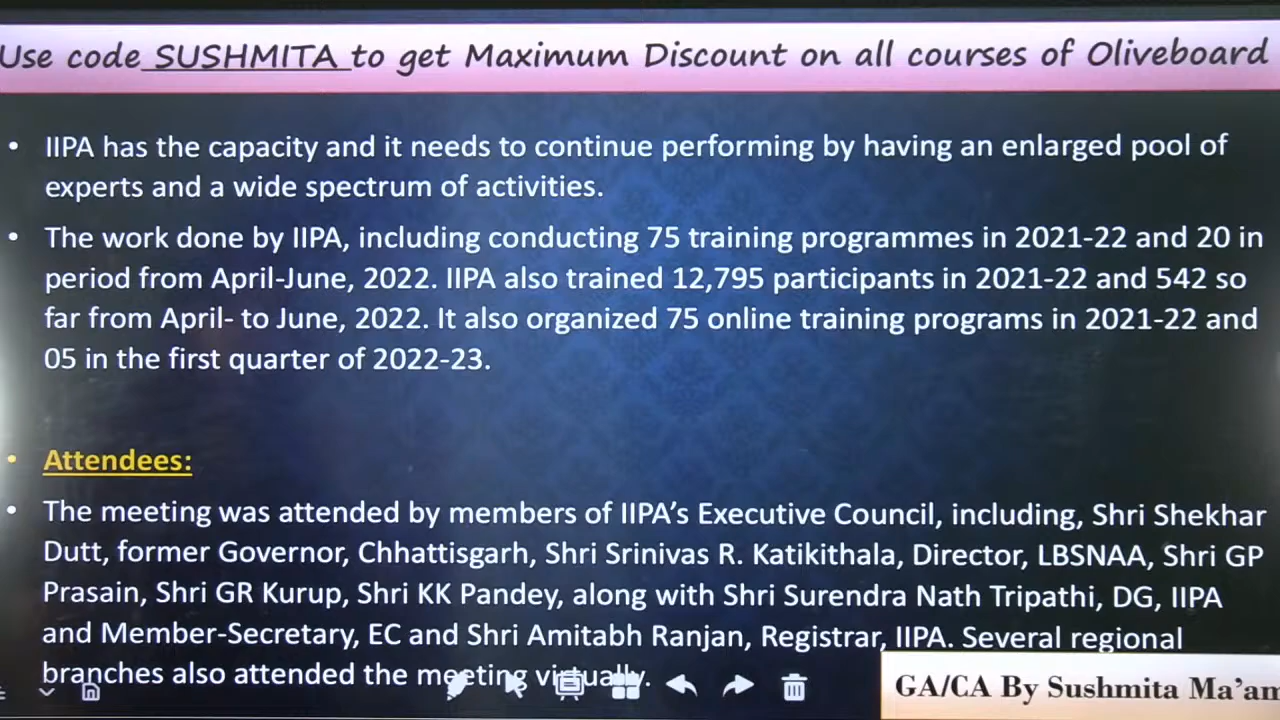 Use code SUSHMITA to get Maximum Discount on all courses of Oliveboard
• IIPA has the capacity and it needs to continue performing by having an enlarged pool of
experts and a wide spectrum of activities.
• The work done by IIPA, including conducting 75 training programmes in 2021-22 and 20 in
period from April-June, 2022. IIPA also trained 12,795 participants in 2021-22 and 542 so
far from April- to June, 2022. It also organized 75 online training programs in 2021-22 and
05 in the first quarter of 2022-23.
• Attendees:
• The meeting was attended by members of IIPA’s Executive Council, including, Shri Shekhar
Dutt, former Governor, Chhattisgarh, Shri Srinivas R. Katikithala, Director, LBSNAA, Shri GP
Prasain, Shri GR Kurup, Shri KK Pandey, along with Shri Surendra Nath Tripathi, DG, IIPA
and Member-Secretary, EC and Shri Amitabh Ranjan, Registrar, IIPA. Several regional
branches also attended the meeting virtually.
GA/CA By Sushmita Ma’am